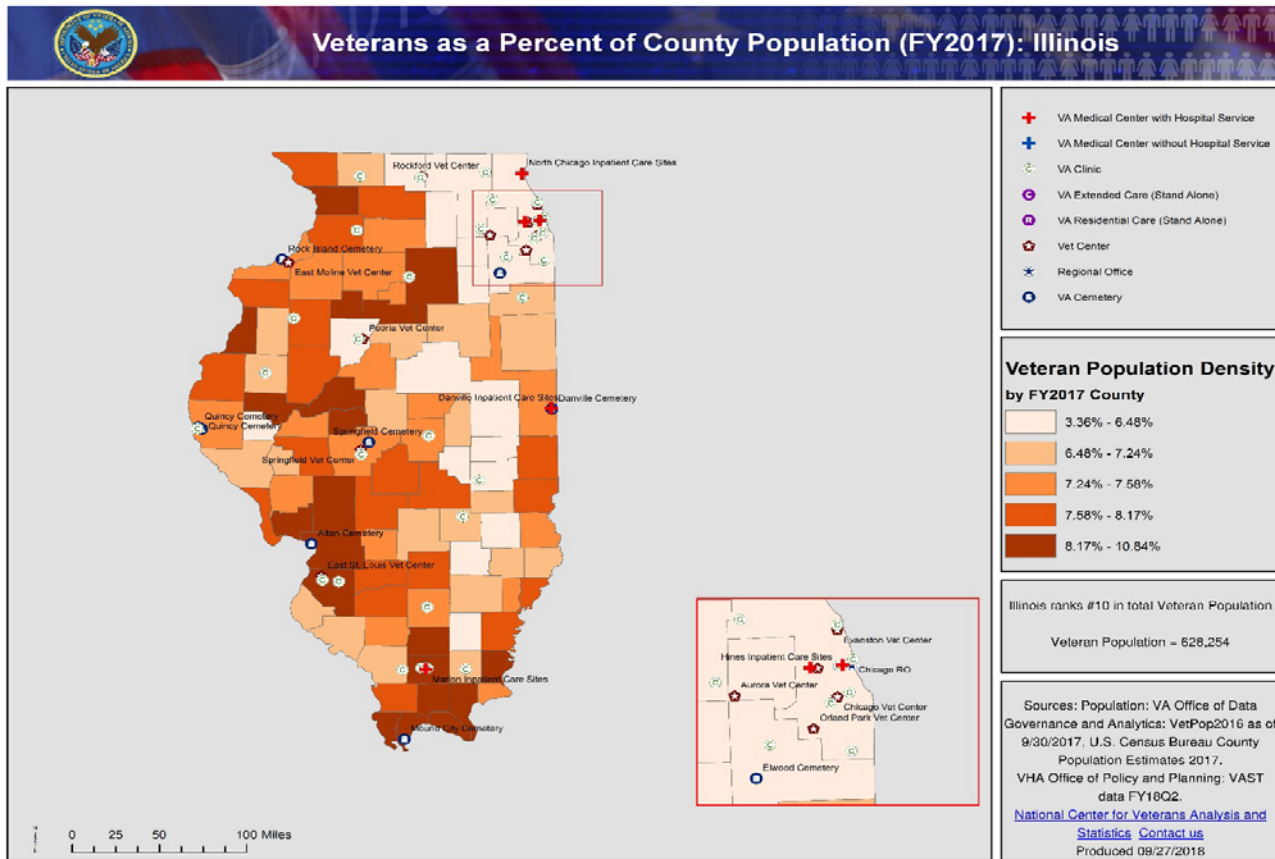 Veterans as a Percent of County Population (FY2017): Illinois
Rockford Vet Center
North Chicago Inpatient Care Sites
Rock Island Cemetery
East Moline Vet Center
Peoria Vet Center
Danville Inpatient Care Sites
Danville Cemetery
Quincy Cemetery
Quincy Cemetery
Springfield Cemetery
Springfield Vet Center
Alton Cemetery
East St. Louis Vet Center
Marion Inpatient Care Sites
Mound City Cemetery
Evanston Vet Center
Hines Inpatient Care Sites
Chicago RO
Aurora Vet Center
Chicago Vet Center
Orland Park Vet Center
Elwood Cemetery
0 25 50 100 Miles
VA Medical Center with Hospital Service
VA Medical Center without Hospital Service
VA Clinic
VA Extended Care (Stand Alone)
VA Residential Care (Stand Alone)
Vet Center
Regional Office
VA Cemetery
Veteran Population Density
by FY2017 County
3.36% - 6.48%
6.48% - 7.24%
7.24% - 7.58%
7.58% - 8.17%
8.17% - 10.84%
Illinois ranks #10 in total Veteran Population
Veteran Population = 628,254
Sources: Population: VA Office of Data
Governance and Analytics: VetPop2016 as of
9/30/2017, U.S. Census Bureau County
Population Estimates 2017.
VHA Office of Policy and Planning: VAST
data FY18Q2.
National Center for Veterans Analysis and
Statistics Contact us
Produced 09/27/2018